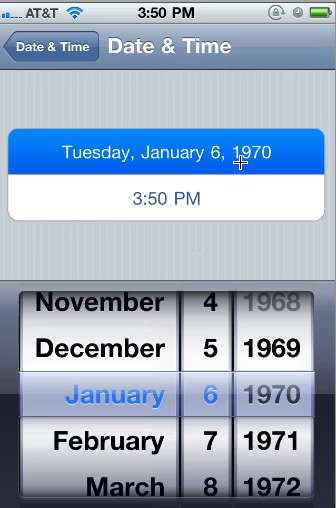 AT&T 3:50 PM
Date & Time Date & Time
Tuesday, January 6, 1970
3:50 PM
November 4 1968
December 5 1969
January 6 1970
February 7 1971
March 8 1972